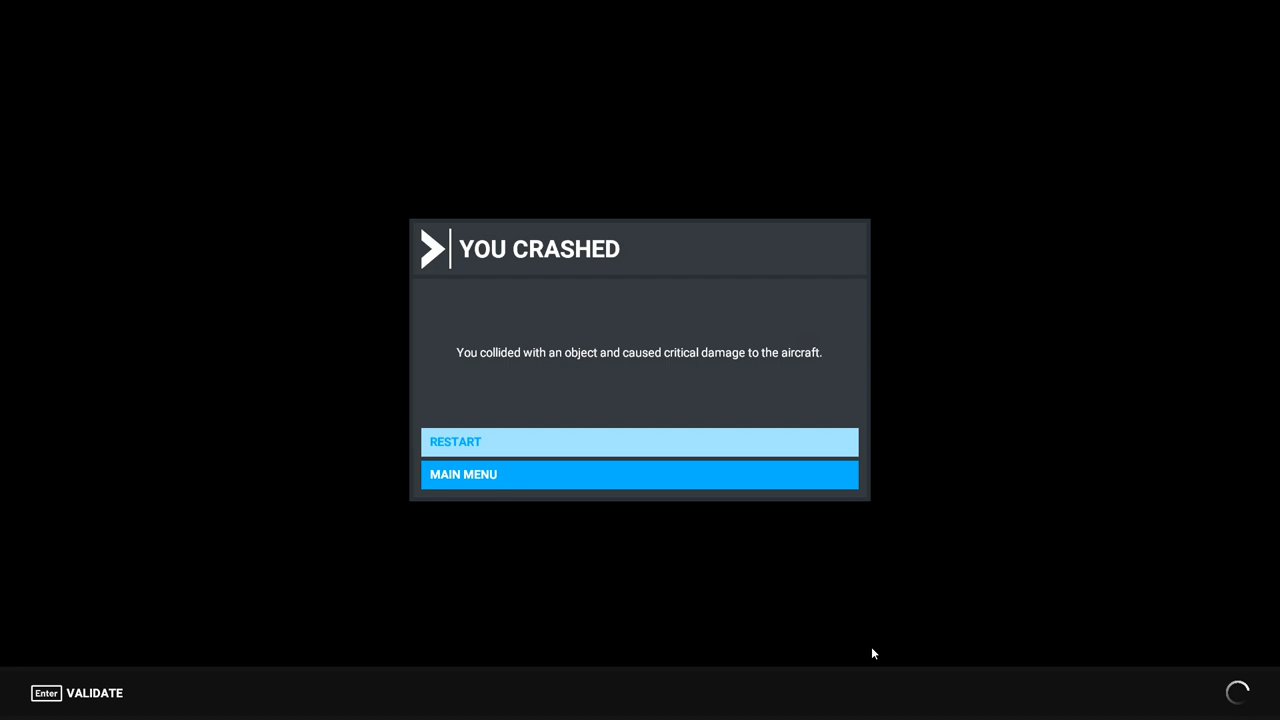 YOU CRASHED
You collided with an object and caused critical damage to the aircraft.
RESTART
MAIN MENU
Enter VALIDATE